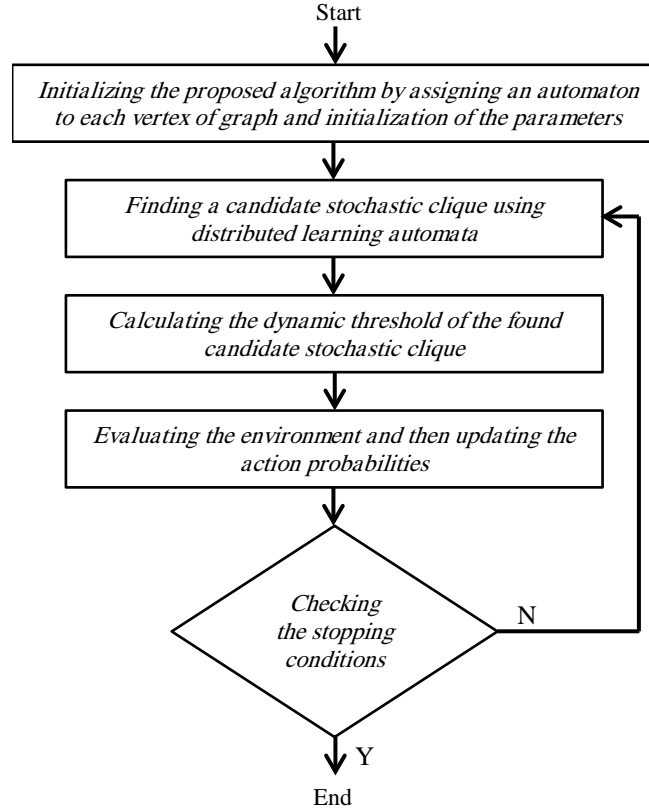 Start
Initializing the proposed algorithm by assigning an automaton
to each vertex of graph and initialization of the parameters
Finding a candidate stochastic clique using
distributed learning automata
Calculating the dynamic threshold of the found
candidate stochastic clique
Evaluating the environment and then updating the
action probabilities
Checking
the stopping
conditions
N
Y
End